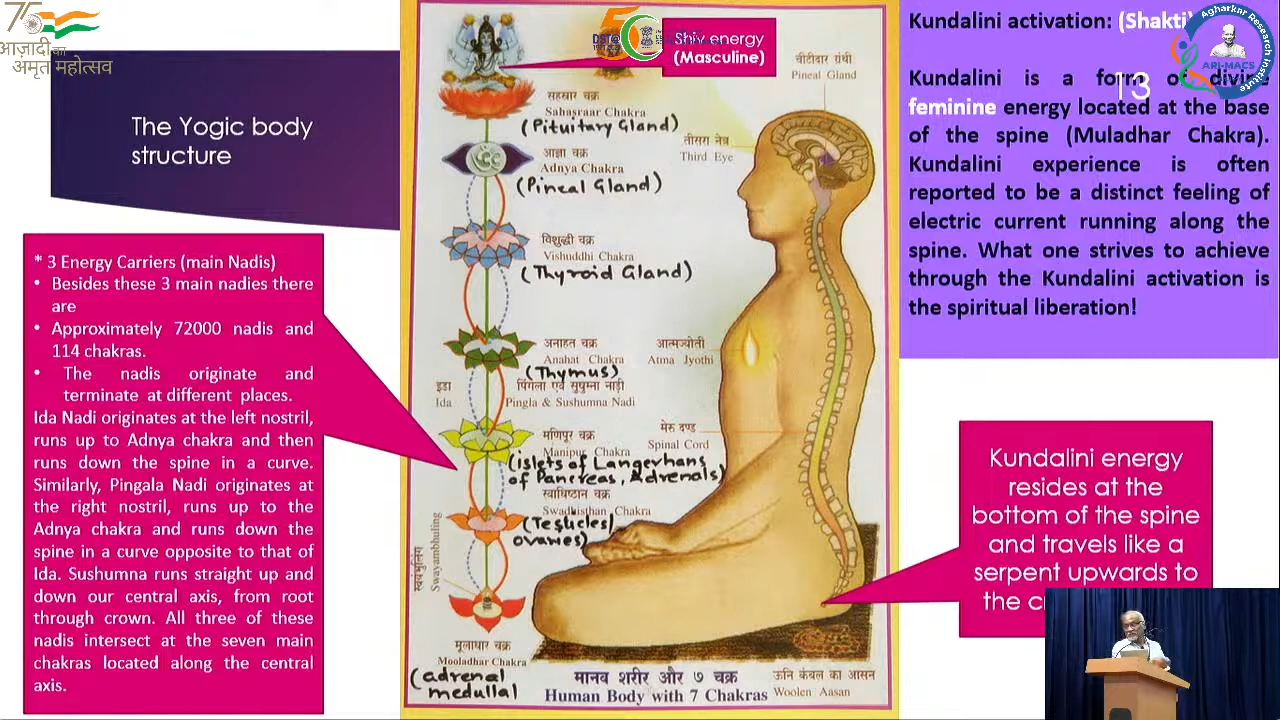 75
आज़ादी का
अमृत महोत्सव
The Yogic body
structure
* 3 Energy Carriers (main Nadis)
• Besides these 3 main nadies there
are
• Approximately 72000 nadis and
114 chakras.
• The nadis originate and
terminate at different places.
Ida Nadi originates at the left nostril,
runs up to Adnya chakra and then
runs down the spine in a curve.
Similarly, Pingala Nadi originates at
the right nostril, runs up to the
Adnya chakra and runs down the
spine in a curve opposite to that of
Ida. Sushumna runs straight up and
down our central axis, from root
through crown. All three of these
nadis intersect at the seven main
chakras located along the central
axis.
Shiv energy
(Masculine)
वीटीदार ग्रंथी
Pineal Gland
सहस्रार चक्र
Sahasraar Chakra
(Pituitary Gland)
तीसरा नेत्र
Third Eye
आज्ञा चक्र
Adnya Chakra
(Pineal Gland)
विशुद्धी चक्र
Vishuddhi Chakra
(Thyroid Gland)
अनाहत चक्र
Anahat Chakra
(Thymus)
आत्मज्योती
Atma Jyothi
इडा
Ida
पिंगला एवं सुषुम्ना नाड़ी
Pingla & Sushumna Nadi
मणिपूर चक्र
Manipur Chakra
(islets of Langerhans
of Pancreas, Adrenals)
मेरु दण्ड
Spinal Cord
स्वाधिष्ठान चक्र
Swadhisthan Chakra
(Testicles)
ovaries)
स्वयंभूलिंग
Swayambhuling
मूलाधार चक्र
Mooladhar Chakra
(adrenal
medulla)
मानव शरीर और ७ चक्र
Human Body with 7 Chakras
ऊनि कंबल का आसन
Woolen Aasan
Kundalini activation: (Shakti)
Kundalini is a form of divine
feminine energy located at the base
of the spine (Muladhar Chakra).
Kundalini experience is often
reported to be a distinct feeling of
electric current running along the
spine. What one strives to achieve
through the Kundalini activation is
the spiritual liberation!
13
Agharkar Research Institute
ARI-MACS
Kundalini energy
resides at the
bottom of the spine
and travels like a
serpent upwards to
the